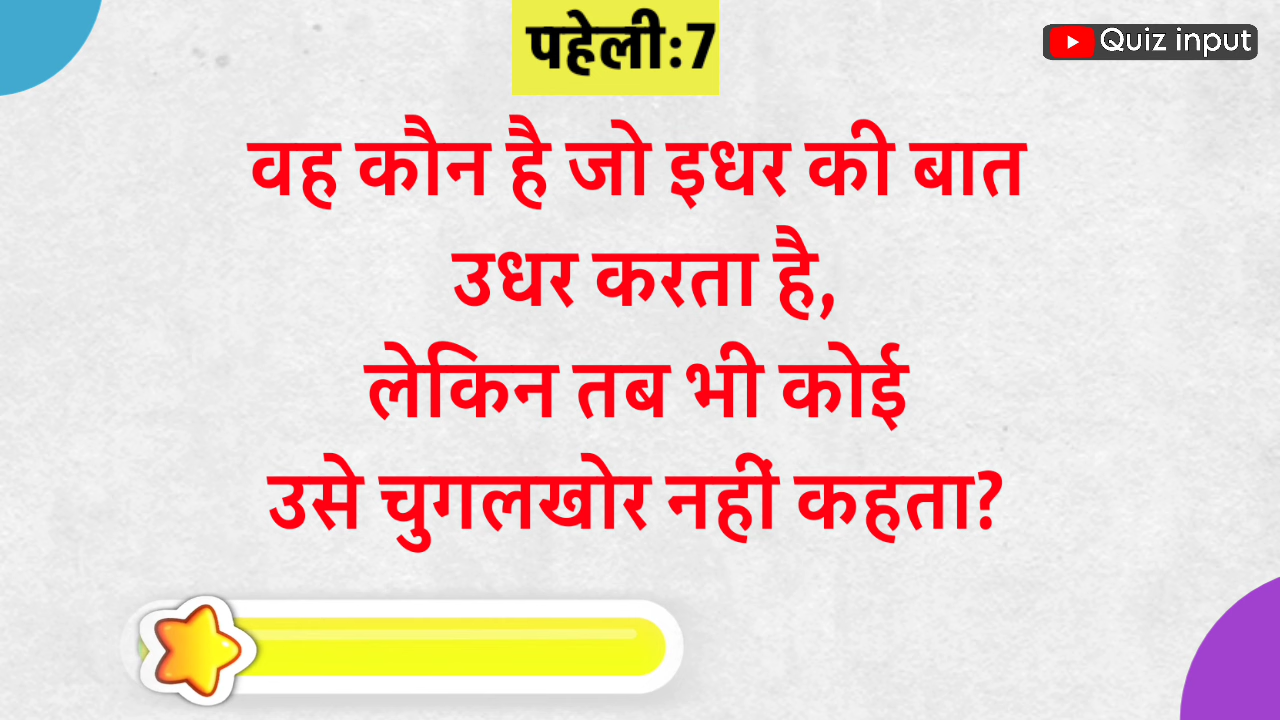 पहेली:7
Quiz input
वह कौन है जो इधर की बात
उधर करता है,
लेकिन तब भी कोई
उसे चुगलखोर नहीं कहता?